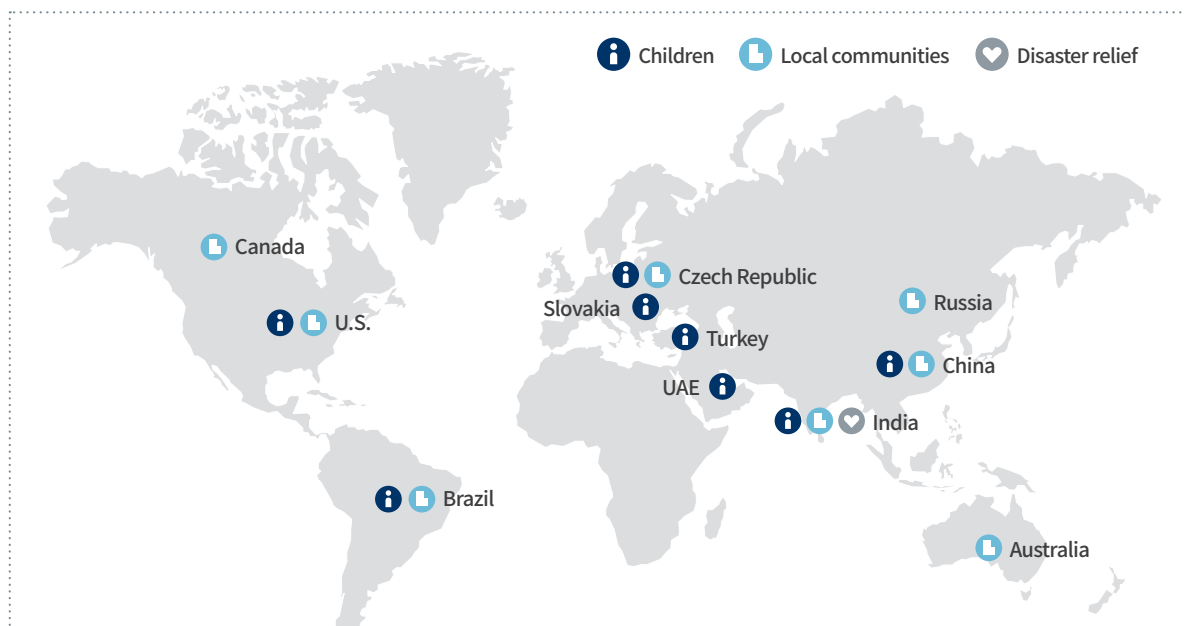 Children
Local communities
Disaster relief
Canada
Czech Republic
Russia
Slovakia
U.S.
Turkey
China
UAE
India
Brazil
Australia